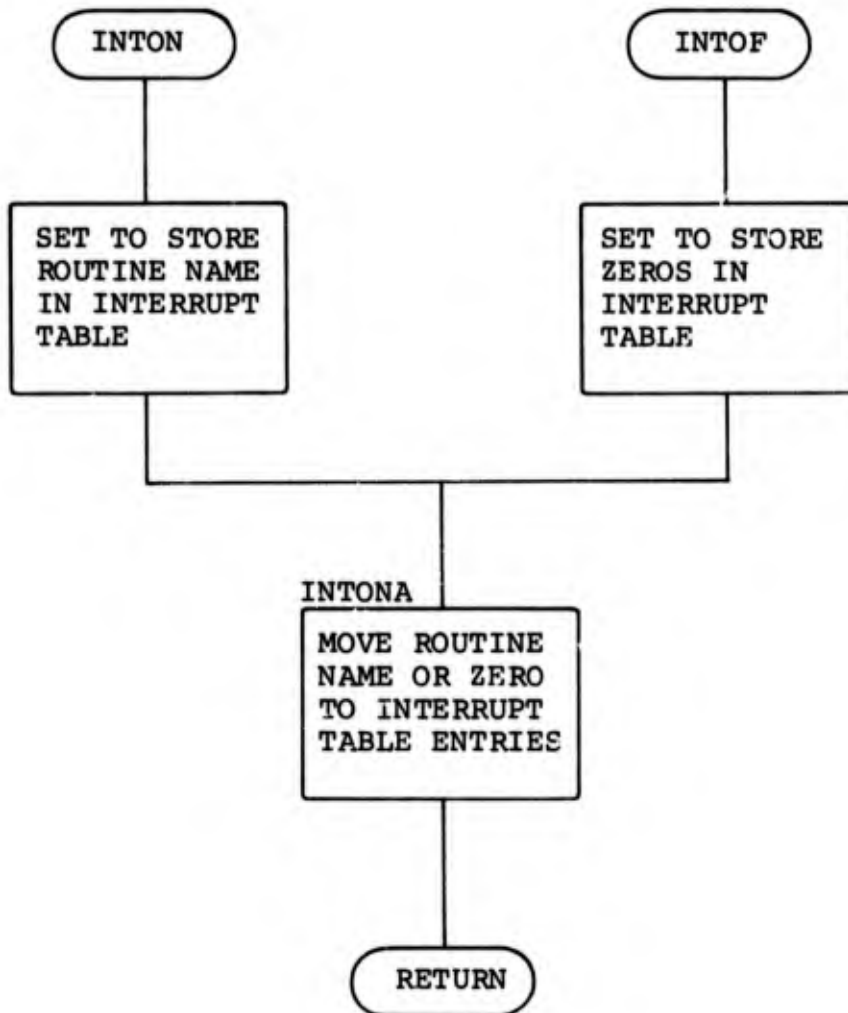 INTON
INTOF
SET TO STORE
ROUTINE NAME
IN INTERRUPT
TABLE
SET TO STORE
ZEROS IN
INTERRUPT
TABLE
INTONA
MOVE ROUTINE
NAME OR ZERO
TO INTERRUPT
TABLE ENTRIES
RETURN